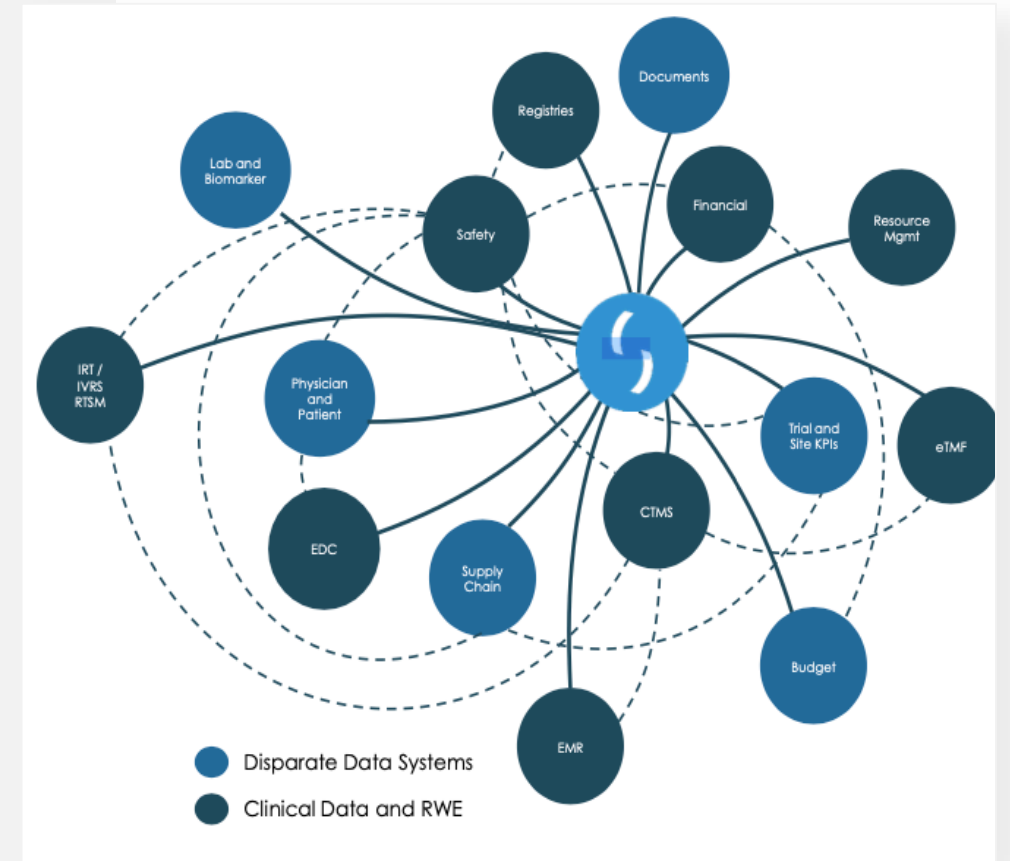 Documents
Registries
Lab and
Biomarker
Financial
Safety
Resource
Mgmt
IRT /
IVRS
RTSM
Physician
and
Patient
Trial and
Site KPIs
eTMF
CTMS
EDC
Supply
Chain
Budget
EMR
Disparate Data Systems
Clinical Data and RWE